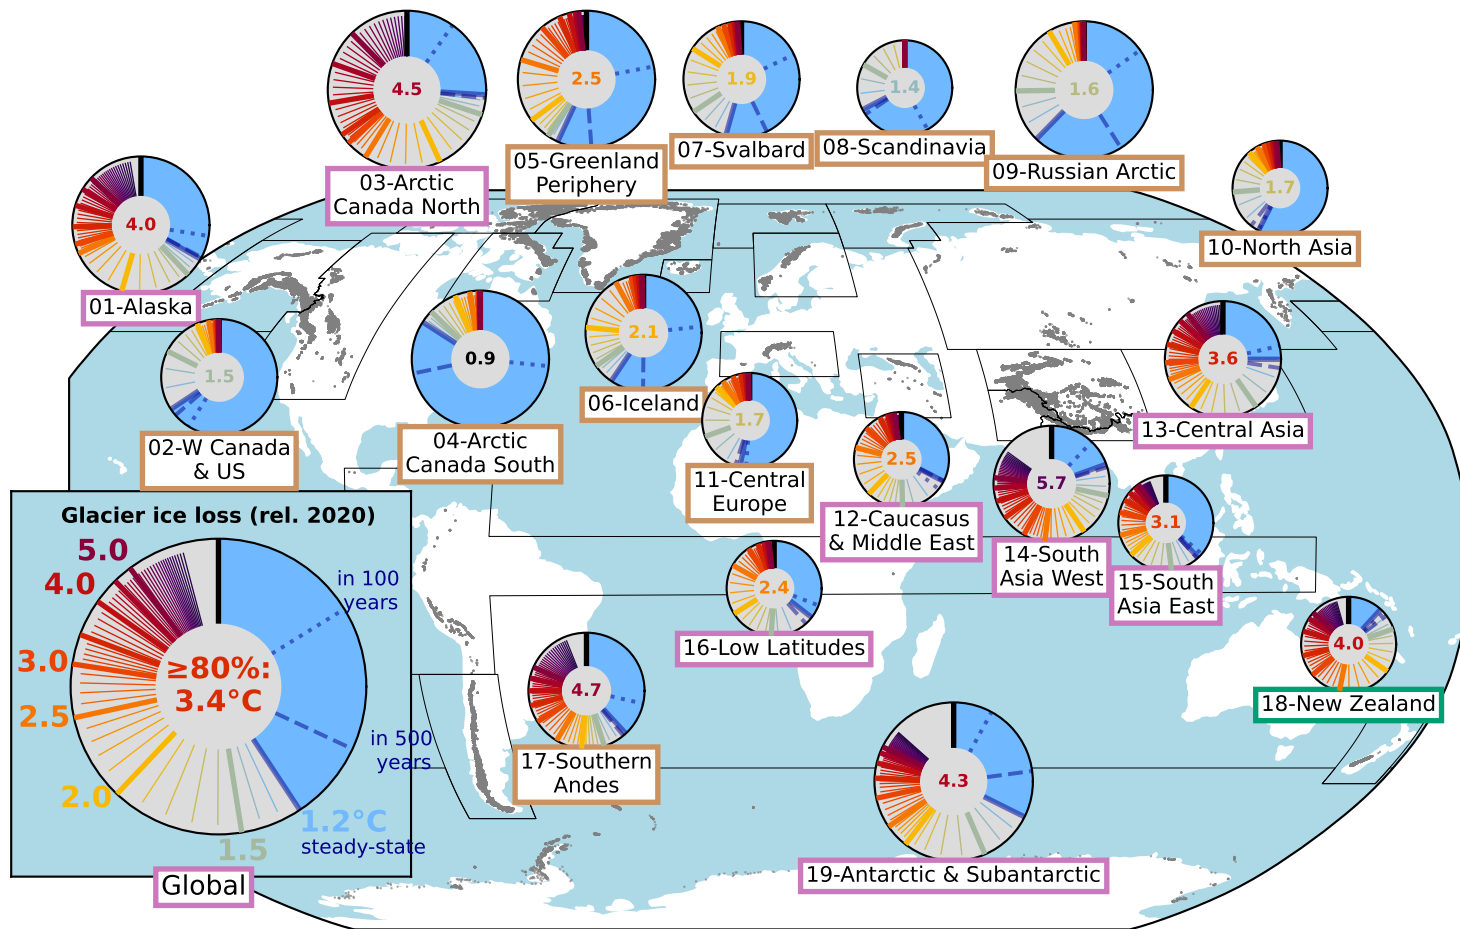 4.5
03-Arctic
Canada North
2.5
05-Greenland
Periphery
1.9
07-Svalbard
1.4
08-Scandinavia
1.6
09-Russian Arctic
1.7
10-North Asia
4.0
01-Alaska
1.5
02-W Canada
& US
0.9
04-Arctic
Canada South
2.1
06-Iceland
1.7
11-Central
Europe
2.5
12-Caucasus
& Middle East
3.6
13-Central Asia
5.7
14-South
Asia West
3.1
15-South
Asia East
2.4
16-Low Latitudes
4.7
17-Southern
Andes
4.0
18-New Zealand
4.3
19-Antarctic & Subantarctic
Glacier ice loss (rel. 2020)
5.0
4.0
3.0
2.5
2.0
1.5
1.2°C
steady-state
in 100
years
in 500
years
≥80%:
3.4°C
Global